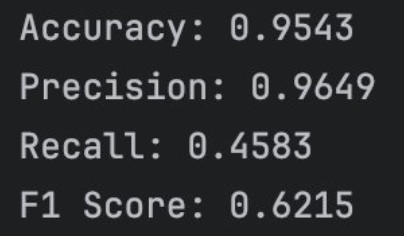 Accuracy: 0.9543
Precision: 0.9649
Recall: 0.4583
F1 Score: 0.6215